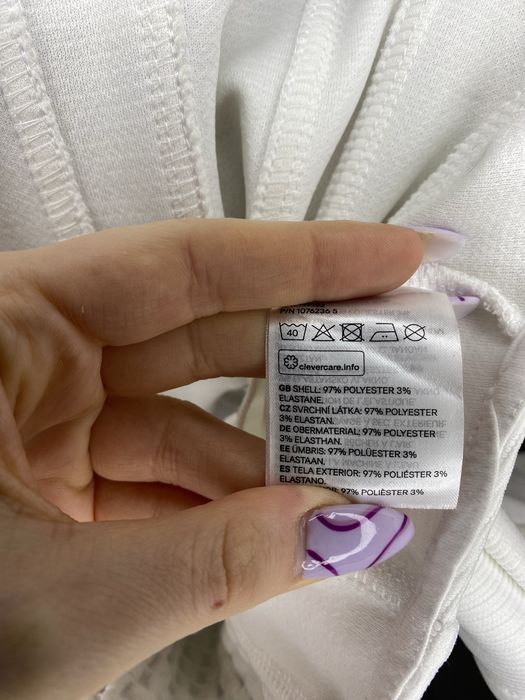 P/N 1076236 5
40
clevercare.info
GB SHELL: 97% POLYESTER 3%
ELASTANE.
CZ SVRCHNÍ LÁTKA: 97% POLYESTER
3% ELASTAN.
DE OBERMATERIAL: 97% POLYESTER
3% ELASTHAN.
EE ÜMBRIS: 97% POLÜESTER 3%
ELASTAAN.
ES TELA EXTERIOR: 97% POLIÉSTER 3%
ELASTANO.
97% POLIÈSTER 3%